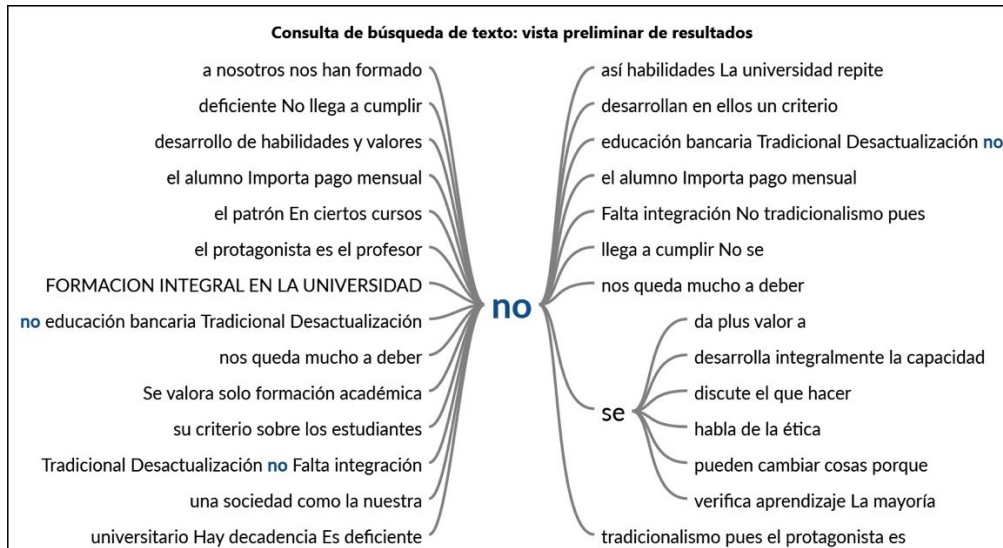 Consulta de búsqueda de texto: vista preliminar de resultados
a nosotros nos han formado
deficiente No llega a cumplir
desarrollo de habilidades y valores
el alumno Importa pago mensual
el patrón En ciertos cursos
el protagonista es el profesor
FORMACION INTEGRAL EN LA UNIVERSIDAD
no educación bancaria Tradicional Desactualización
nos queda mucho a deber
Se valora solo formación académica
su criterio sobre los estudiantes
Tradicional Desactualización no Falta integración
una sociedad como la nuestra
universitario Hay decadencia Es deficiente
no
así habilidades La universidad repite
desarrollan en ellos un criterio
educación bancaria Tradicional Desactualización no
el alumno Importa pago mensual
Falta integración No tradicionalismo pues
llega a cumplir No se
nos queda mucho a deber
se
da plus valor a
desarrolla integralmente la capacidad
discute el que hacer
habla de la ética
pueden cambiar cosas porque
verifica aprendizaje La mayoría
tradicionalismo pues el protagonista es